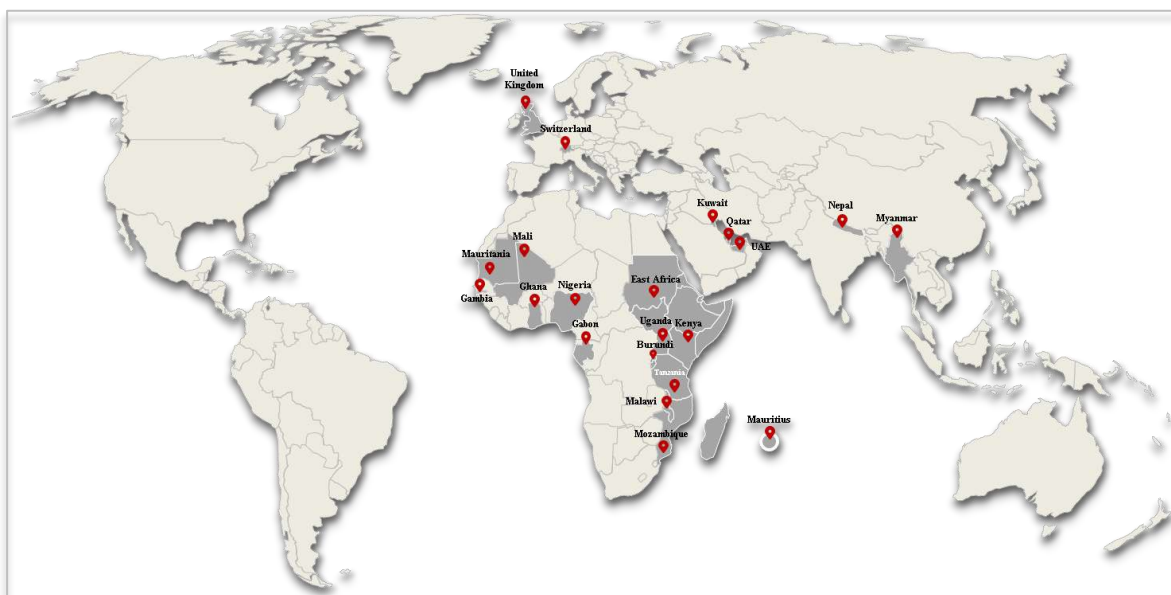 United
Kingdom
Switzerland
Kuwait
Nepal
Qatar
Myanmar
Mali
UAE
Mauritania
East Africa
Ghana
Nigeria
Gambia
Gabon
Uganda
Kenya
Burundi
Tanzania
Malawi
Mauritius
Mozambique